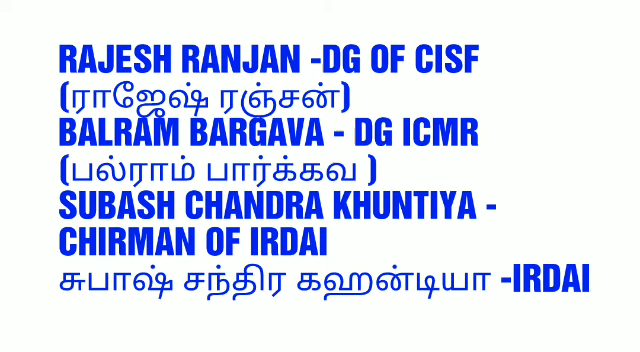 RAJESH RANJAN -DG OF CISF
(ராஜேஷ் ரஞ்சன்)
BALRAM BARGAVA - DG ICMR
(பல்ராம் பார்க்கவ )
SUBASH CHANDRA KHUNTIYA -
CHIRMAN OF IRDAI
சுபாஷ் சந்திர கஹன்டியா -IRDAI